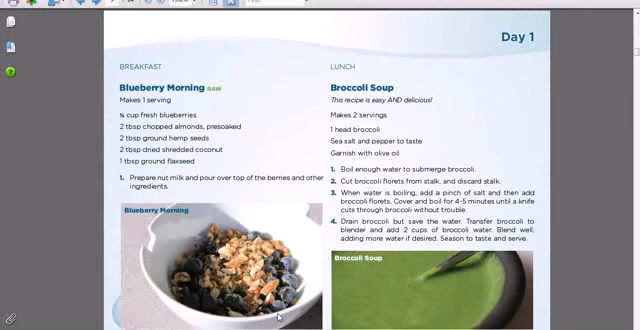 Day 1
BREAKFAST
Blueberry Morning RAW
Makes 1 serving
½ cup fresh blueberries
2 tbsp chopped almonds, presoaked
2 tbsp ground hemp seeds
2 tbsp dried shredded coconut
1 tbsp ground flaxseed
1. Prepare nut milk and pour over top of the berries and other
ingredients.
Blueberry Morning
LUNCH
Broccoli Soup
This recipe is easy AND delicious!
Makes 2 servings
1 head broccoli
Sea salt and pepper to taste
Garnish with olive oil
1. Boil enough water to submerge broccoli.
2. Cut broccoli florets from stalk, and discard stalk.
3. When water is boiling, add a pinch of salt and then add
broccoli florets. Cover and boil for 4-5 minutes until a knife
cuts through broccoli without trouble.
4. Drain broccoli but save the water. Transfer broccoli to
blender and add 2 cups of broccoli water. Blend well,
adding more water if desired. Season to taste and serve.
Broccoli Soup